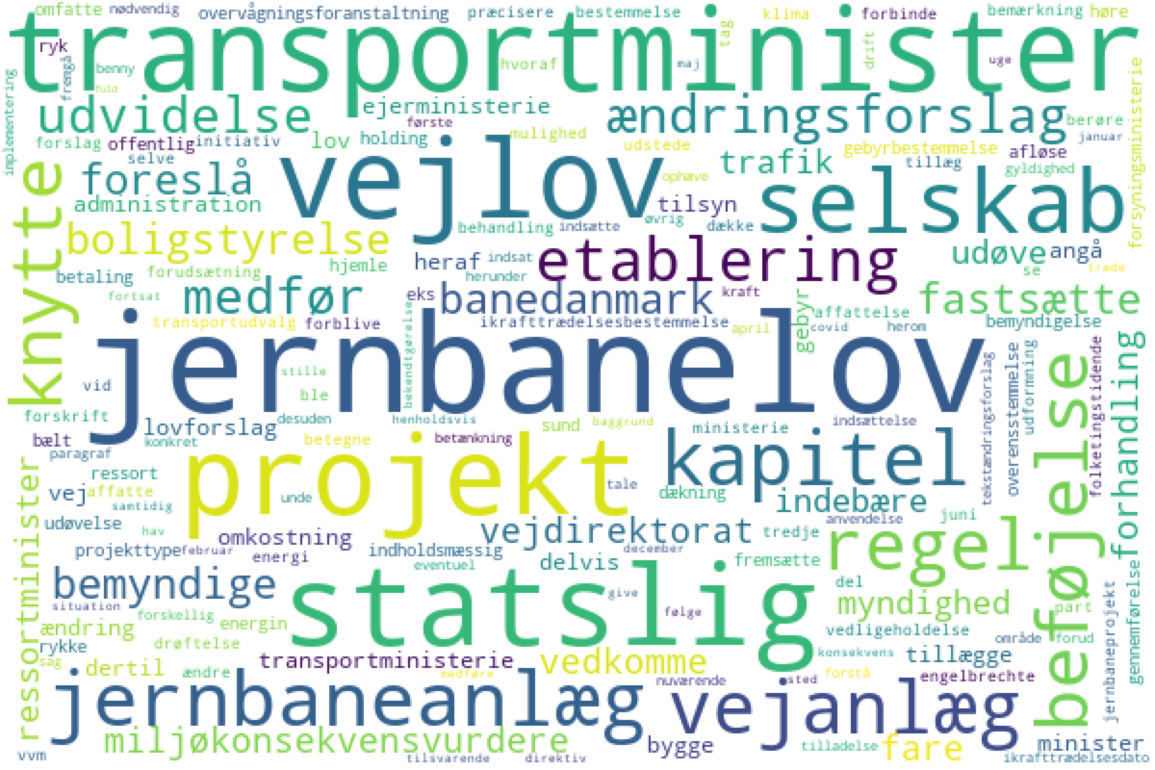 omfatte nødvendig overvågningsforanstaltning præcisere bestemmelse klima forbinde bemærkning høre
transportminister
ryk
fremgå
benny
fuld
hvoraf
maj
tag
drift
uge
implementering
udvidelse
ejerministerie
ændringsforslag
berøre
første
januar
forslag offentlig initiativ lov holding mulighed udstede gebyrbestemmelse afløse
selve
vejlov
trafik
tillæg
gyldighed
foreslå
ophæve
selskab
forsyningsministerie
knytte
administration
tilsyn
øvrig
dække
boligstyrelse
behandling indsætte
etablering
udøve angå
betaling forudsætning hjemle heraf indsat
herunder
se
træde
fortsat
medfør
eks
banedanmark
kraft
gebyr
fastsætte
transportudvalg forblive
bekendtgørelse
ikrafttrædelsesbestemmelse
april
covid
affattelse
herom
bemyndigelse
jernbanelov
stille
vid
ble
tekstændringsforslag
overensstemmelse
udformning
beføjelse
folketingstidende
forhandling
forskrift
lovforslag
desuden
henholdsvis
sund
baggrund
ministerie
indsættelse
bælt
konkret
betegne
betænkning
paragraf
projekt
kapitel
ressort
tale
vej
affatte
samtidig
unde
dækning
indebære
ressortminister
udøvelse
hav
omkostning
vejdirektorat
tredje
anvendelse
juni
regel
projekttype
februar
energi
indholdsmæssig
eventuel
delvis
december
fremsætte
gennemførelse
bemyndige
statslig
give
følge
del
myndighed
part
situation
forskellig
energin
jernbaneprojekt
ændring
drøftelse
vedligeholdelse
område
forud
rykke
sag
dertil
ændre
transportministerie
medføre
vedkomme
nuværende
konsekvens
forstå
tillægge
engelbrechte
jernbaneanlæg
vejanlæg
sted
miljøkonsekvensvurdere
bygge
tilladelse
fare
minister
vvm
tilsvarende
direktiv
ikrafttrædelsesdato